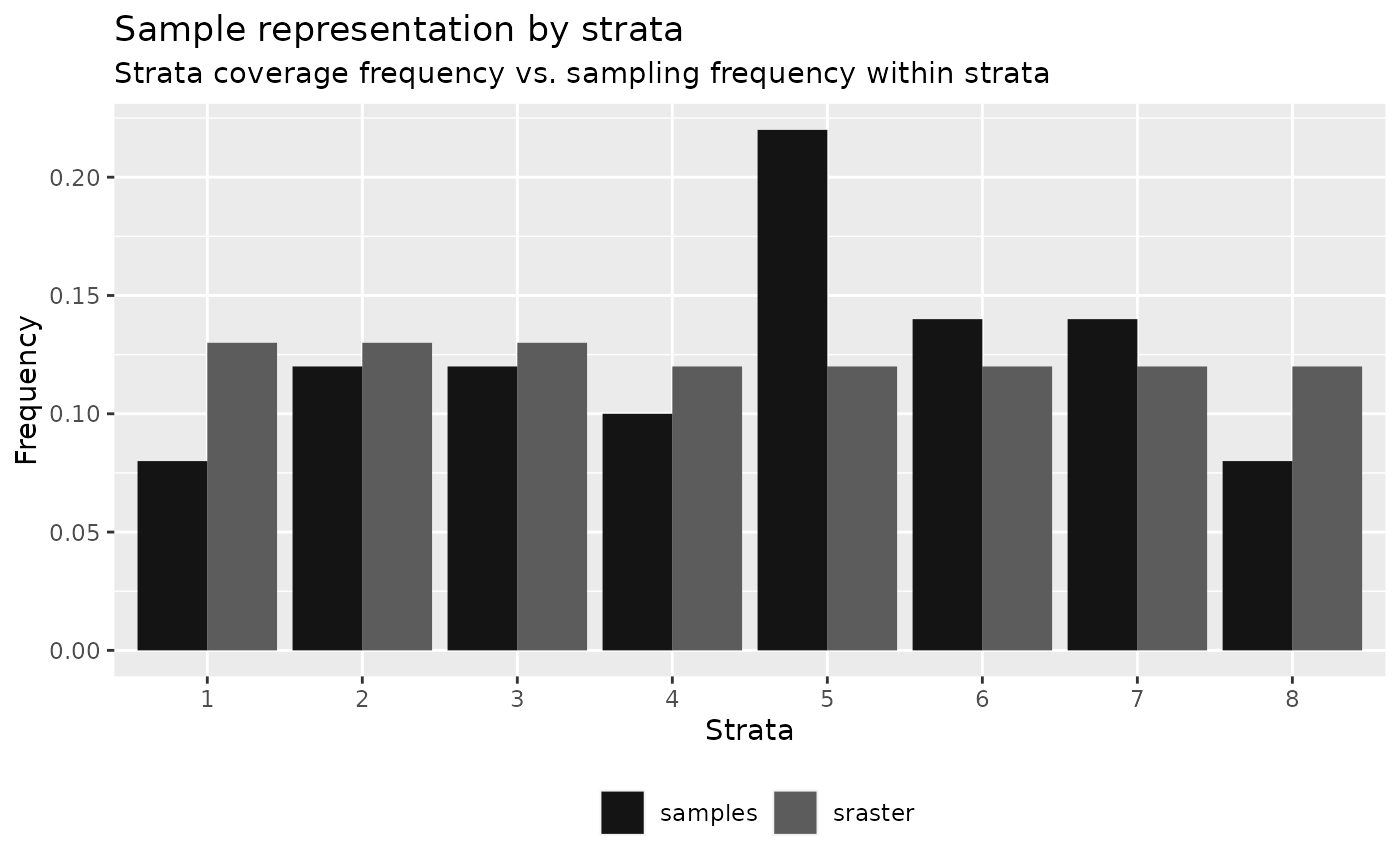 Sample representation by strata
Strata coverage frequency vs. sampling frequency within strata
Frequency
0.20
0.15
0.10
0.05
0.00
1 2 3 4 5 6 7 8
Strata
samples sraster